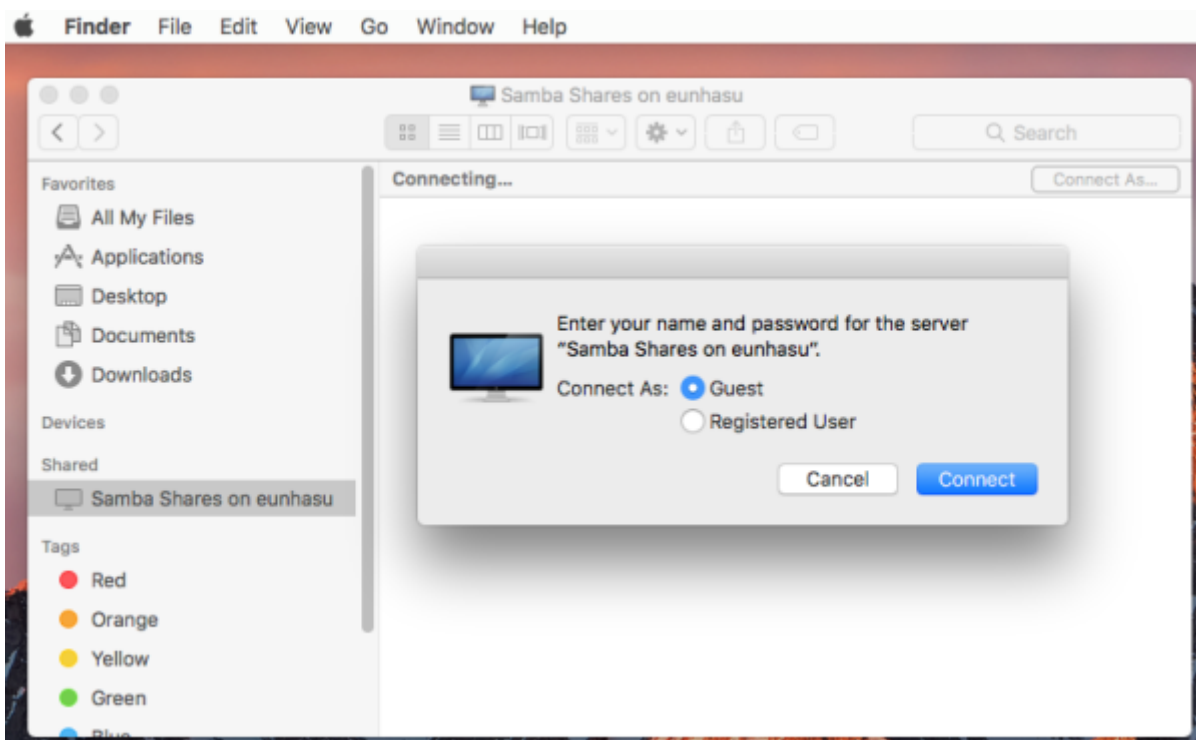 Finder File Edit View Go Window Help
Samba Shares on eunhasu
Search
Favorites
All My Files
Applications
Desktop
Documents
Downloads
Devices
Shared
Samba Shares on eunhasu
Tags
Red
Orange
Yellow
Green
Blue
Connecting...
Connect As...
Enter your name and password for the server
"Samba Shares on eunhasu".
Connect As: Guest
Registered User
Cancel Connect